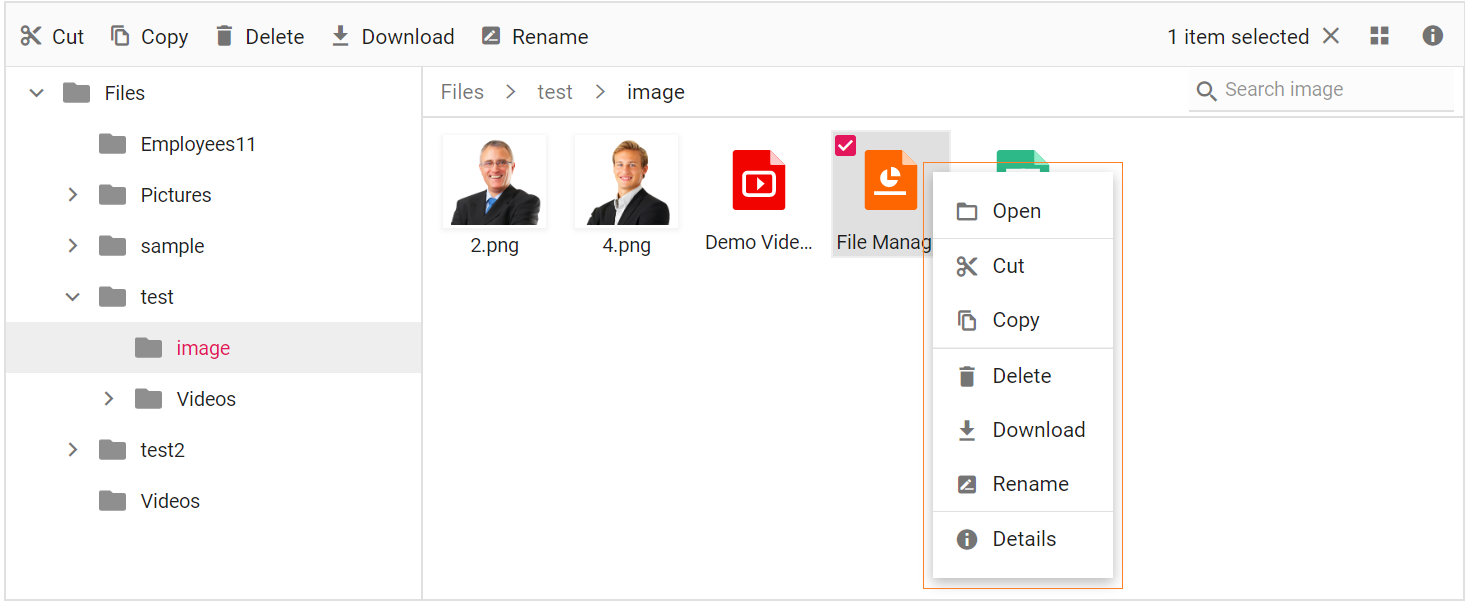 Cut Copy Delete Download Rename 1 item selected
Files
Employees11
Pictures
sample
test
image
Videos
test2
Videos
Files > test > image
Search image
2.png
4.png
Demo Vide...
File Manag
Open
Cut
Copy
Delete
Download
Rename
Details